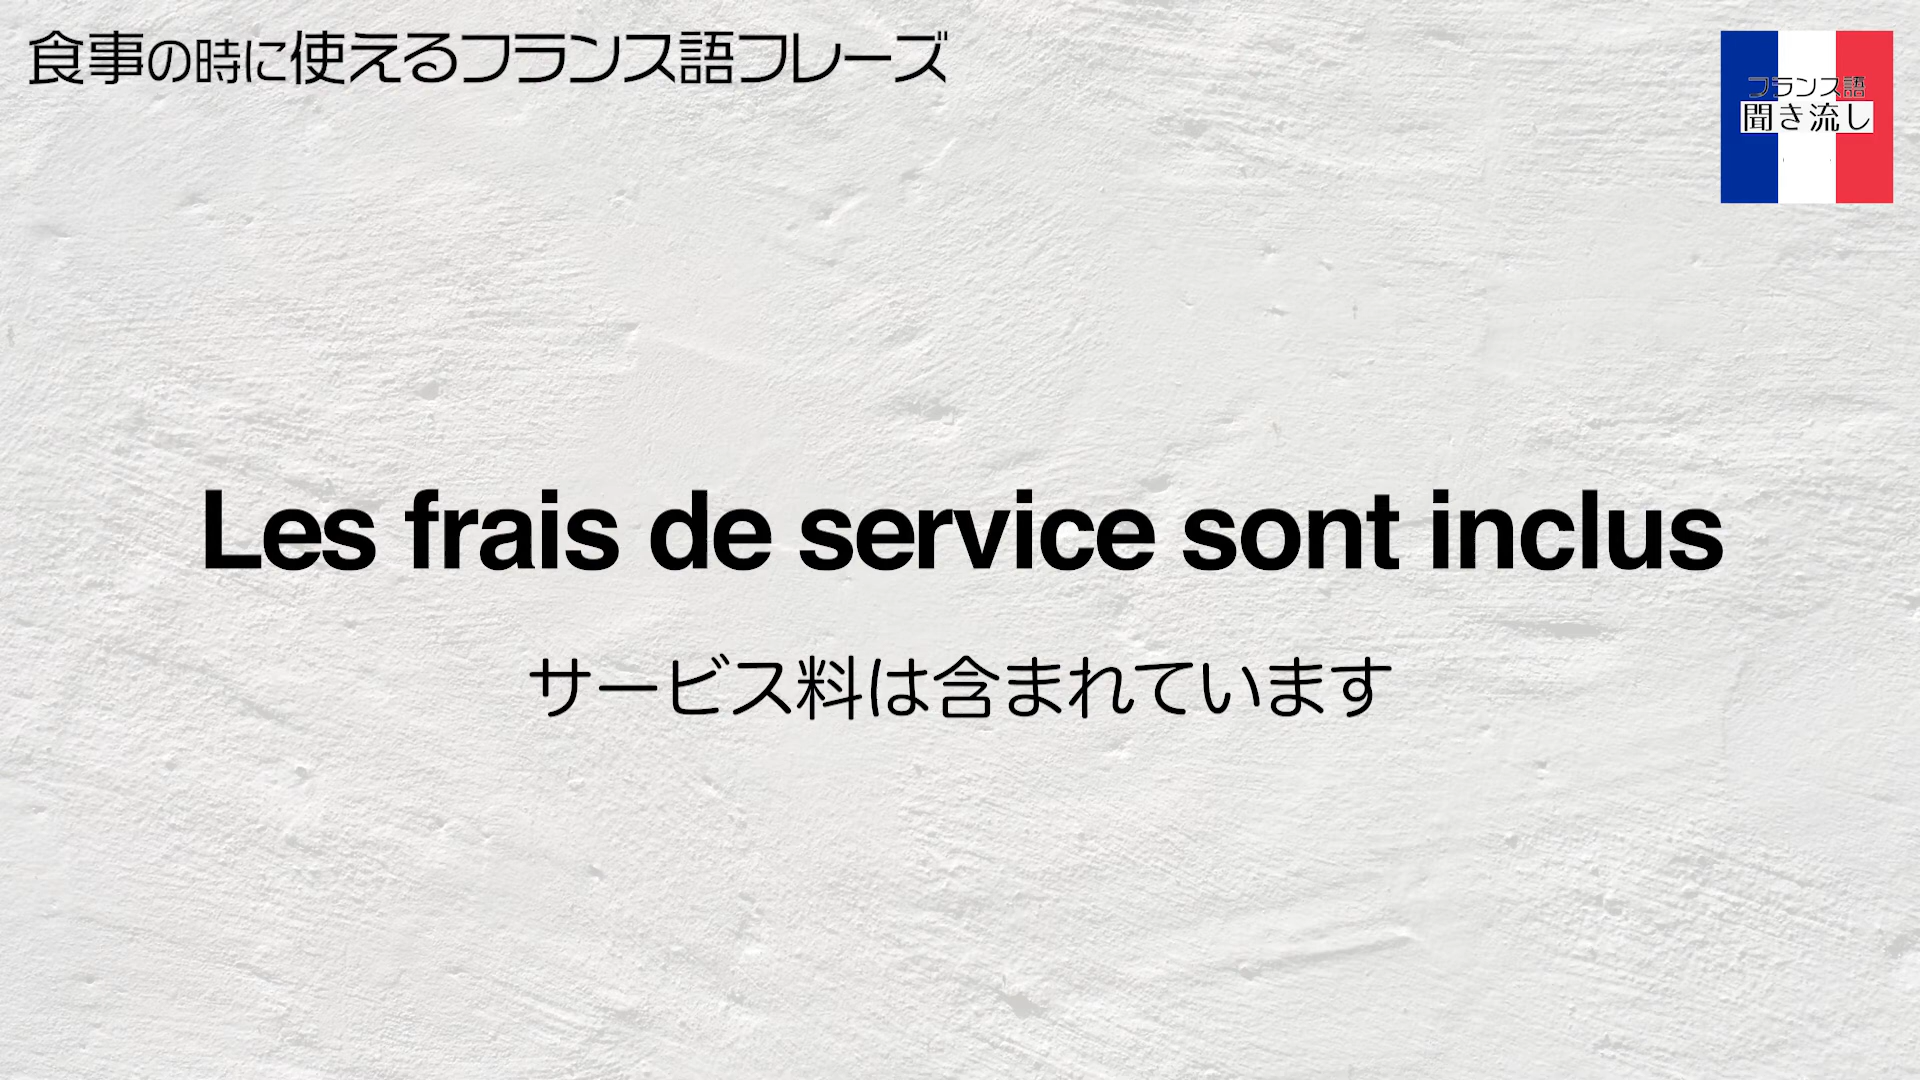 食事の時に使えるフランス語フレーズ
フランス語
聞き流し
Les frais de service sont inclus
サービス料は含まれています